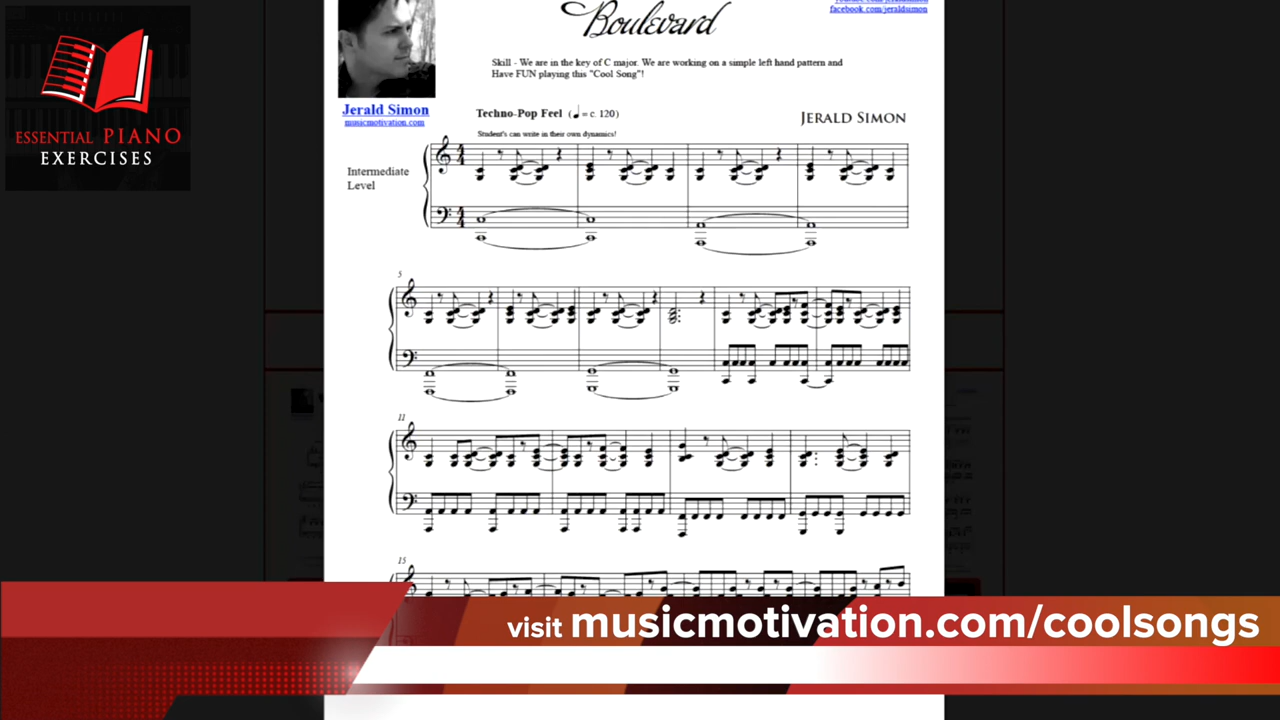 Boulevard
facebook.com/jeraldsimon
Skill - We are in the key of C major. We are working on a simple left hand pattern and
Have FUN playing this "Cool Song"!
ESSENTIAL PIANO
EXERCISES
Jerald Simon
musicmotivation.com
Techno-Pop Feel (♩ = c. 120)
JERALD SIMON
Student's can write in their own dynamics!
Intermediate
Level
5
11
15
visit musicmotivation.com/coolsongs